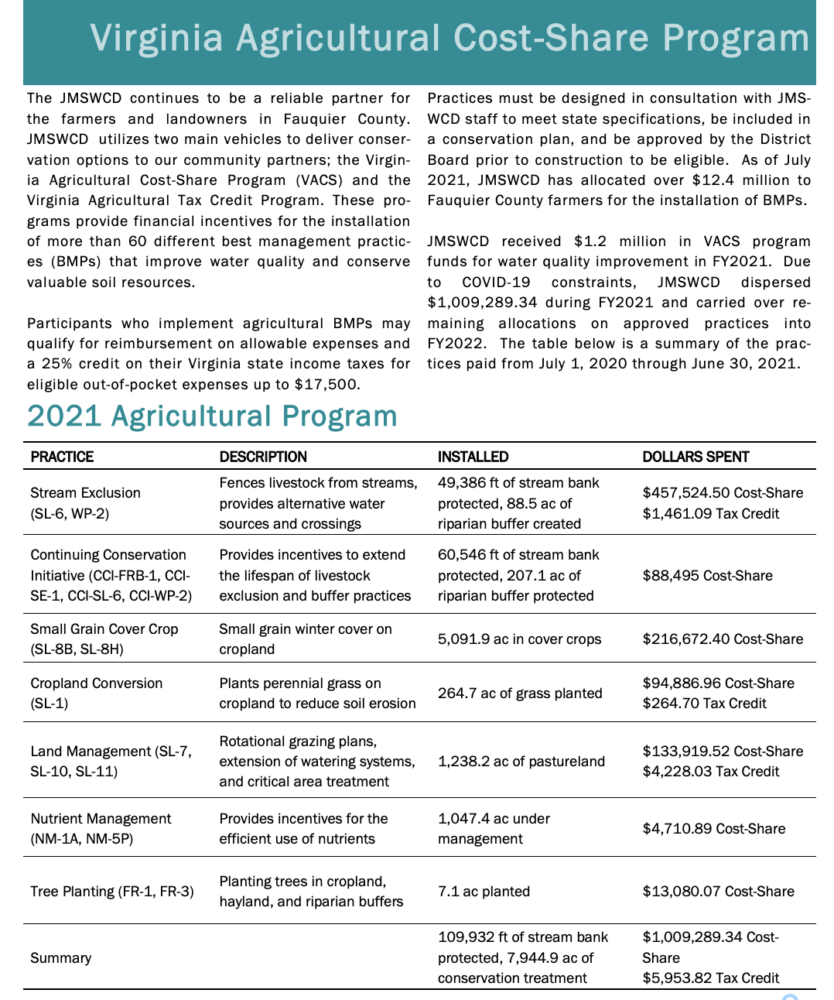 Virginia Agricultural Cost-Share Program
The JMSWCD continues to be a reliable partner for
the farmers and landowners in Fauquier County.
JMSWCD utilizes two main vehicles to deliver conser-
vation options to our community partners; the Virgin-
ia Agricultural Cost-Share Program (VACS) and the
Virginia Agricultural Tax Credit Program. These pro-
grams provide financial incentives for the installation
of more than 60 different best management practic-
es (BMPs) that improve water quality and conserve
valuable soil resources.
Participants who implement agricultural BMPs may
qualify for reimbursement on allowable expenses and
a 25% credit on their Virginia state income taxes for
eligible out-of-pocket expenses up to $17,500.
Practices must be designed in consultation with JMS-
WCD staff to meet state specifications, be included in
a conservation plan, and be approved by the District
Board prior to construction to be eligible. As of July
2021, JMSWCD has allocated over $12.4 million to
Fauquier County farmers for the installation of BMPs.
JMSWCD received $1.2 million in VACS program
funds for water quality improvement in FY2021. Due
to COVID-19 constraints, JMSWCD dispersed
$1,009,289.34 during FY2021 and carried over re-
maining allocations on approved practices into
FY2022. The table below is a summary of the prac-
tices paid from July 1, 2020 through June 30, 2021.
2021 Agricultural Program
PRACTICE DESCRIPTION INSTALLED DOLLARS SPENT
Stream Exclusion
(SL-6, WP-2)
Fences livestock from streams,
provides alternative water
sources and crossings
49,386 ft of stream bank
protected, 88.5 ac of
riparian buffer created
$457,524.50 Cost-Share
$1,461.09 Tax Credit
Continuing Conservation
Initiative (CCI-FRB-1, CCI-
SE-1, CCI-SL-6, CCI-WP-2)
Provides incentives to extend
the lifespan of livestock
exclusion and buffer practices
60,546 ft of stream bank
protected, 207.1 ac of
riparian buffer protected
$88,495 Cost-Share
Small Grain Cover Crop
(SL-8B, SL-8H)
Small grain winter cover on
cropland
5,091.9 ac in cover crops
$216,672.40 Cost-Share
Cropland Conversion
(SL-1)
Plants perennial grass on
cropland to reduce soil erosion
264.7 ac of grass planted
$94,886.96 Cost-Share
$264.70 Tax Credit
Land Management (SL-7,
SL-10, SL-11)
Rotational grazing plans,
extension of watering systems,
and critical area treatment
1,238.2 ac of pastureland
$133,919.52 Cost-Share
$4,228.03 Tax Credit
Nutrient Management
(NM-1A, NM-5P)
Provides incentives for the
efficient use of nutrients
1,047.4 ac under
management
$4,710.89 Cost-Share
Tree Planting (FR-1, FR-3)
Planting trees in cropland,
hayland, and riparian buffers
7.1 ac planted
$13,080.07 Cost-Share
Summary
109,932 ft of stream bank
protected, 7,944.9 ac of
conservation treatment
$1,009,289.34 Cost-
Share
$5,953.82 Tax Credit